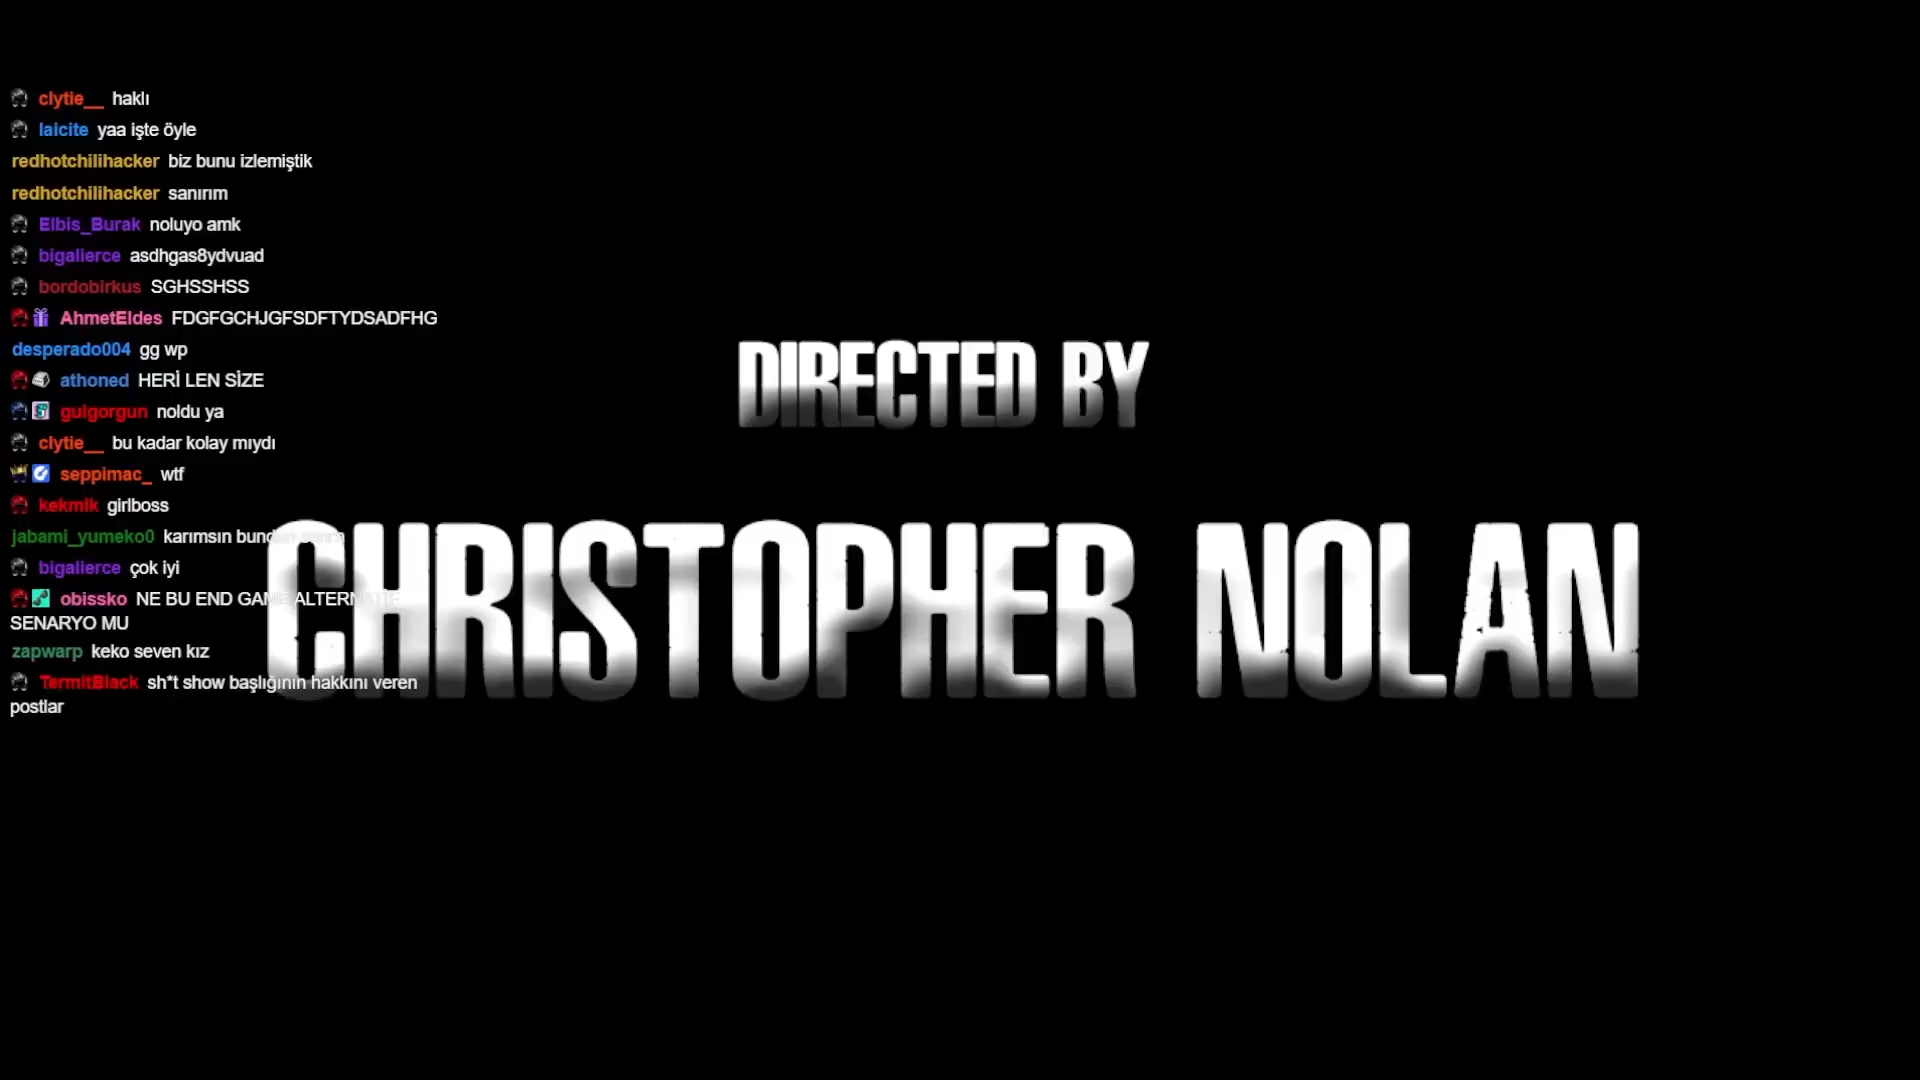 clytie__ haklı
laicite yaa işte öyle
redhotchilihacker biz bunu izlemiştik
redhotchilihacker sanırım
Elbis_Burak noluyo amk
bigalierce asdhgas8ydvuad
bordobirkus SGHSSHSS
AhmetEldes FDGFGCHJGFSDFTYDSADFHG
desperado004 gg wp
athoned HERİ LEN SİZE
gulgorgun noldu ya
clytie__ bu kadar kolay mıydı
seppimac_ wtf
kekmik girlboss
jabami_yumeko0 karımsın bundan sonra
bigalierce çok iyi
obissko NE BU END GAME ALTERNATİF
SENARYO MU
zapwarp keko seven kız
TermitBlack sh*t show başlığının hakkını veren
postlar
DIRECTED BY
CHRISTOPHER NOLAN